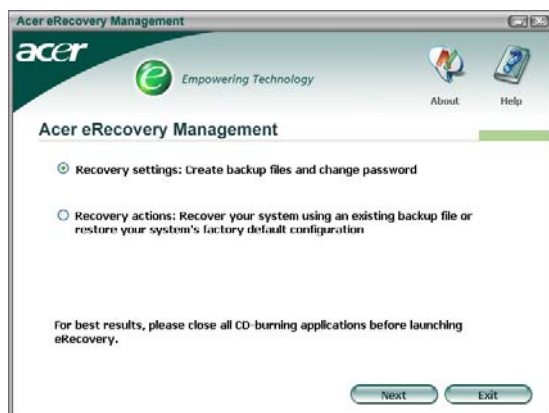 Acer eRecovery Management
acer
e Empowering Technology
About Help
Acer eRecovery Management
Recovery settings: Create backup files and change password
Recovery actions: Recover your system using an existing backup file or
restore your system's factory default configuration
For best results, please close all CD-burning applications before launching
eRecovery.
Next Exit